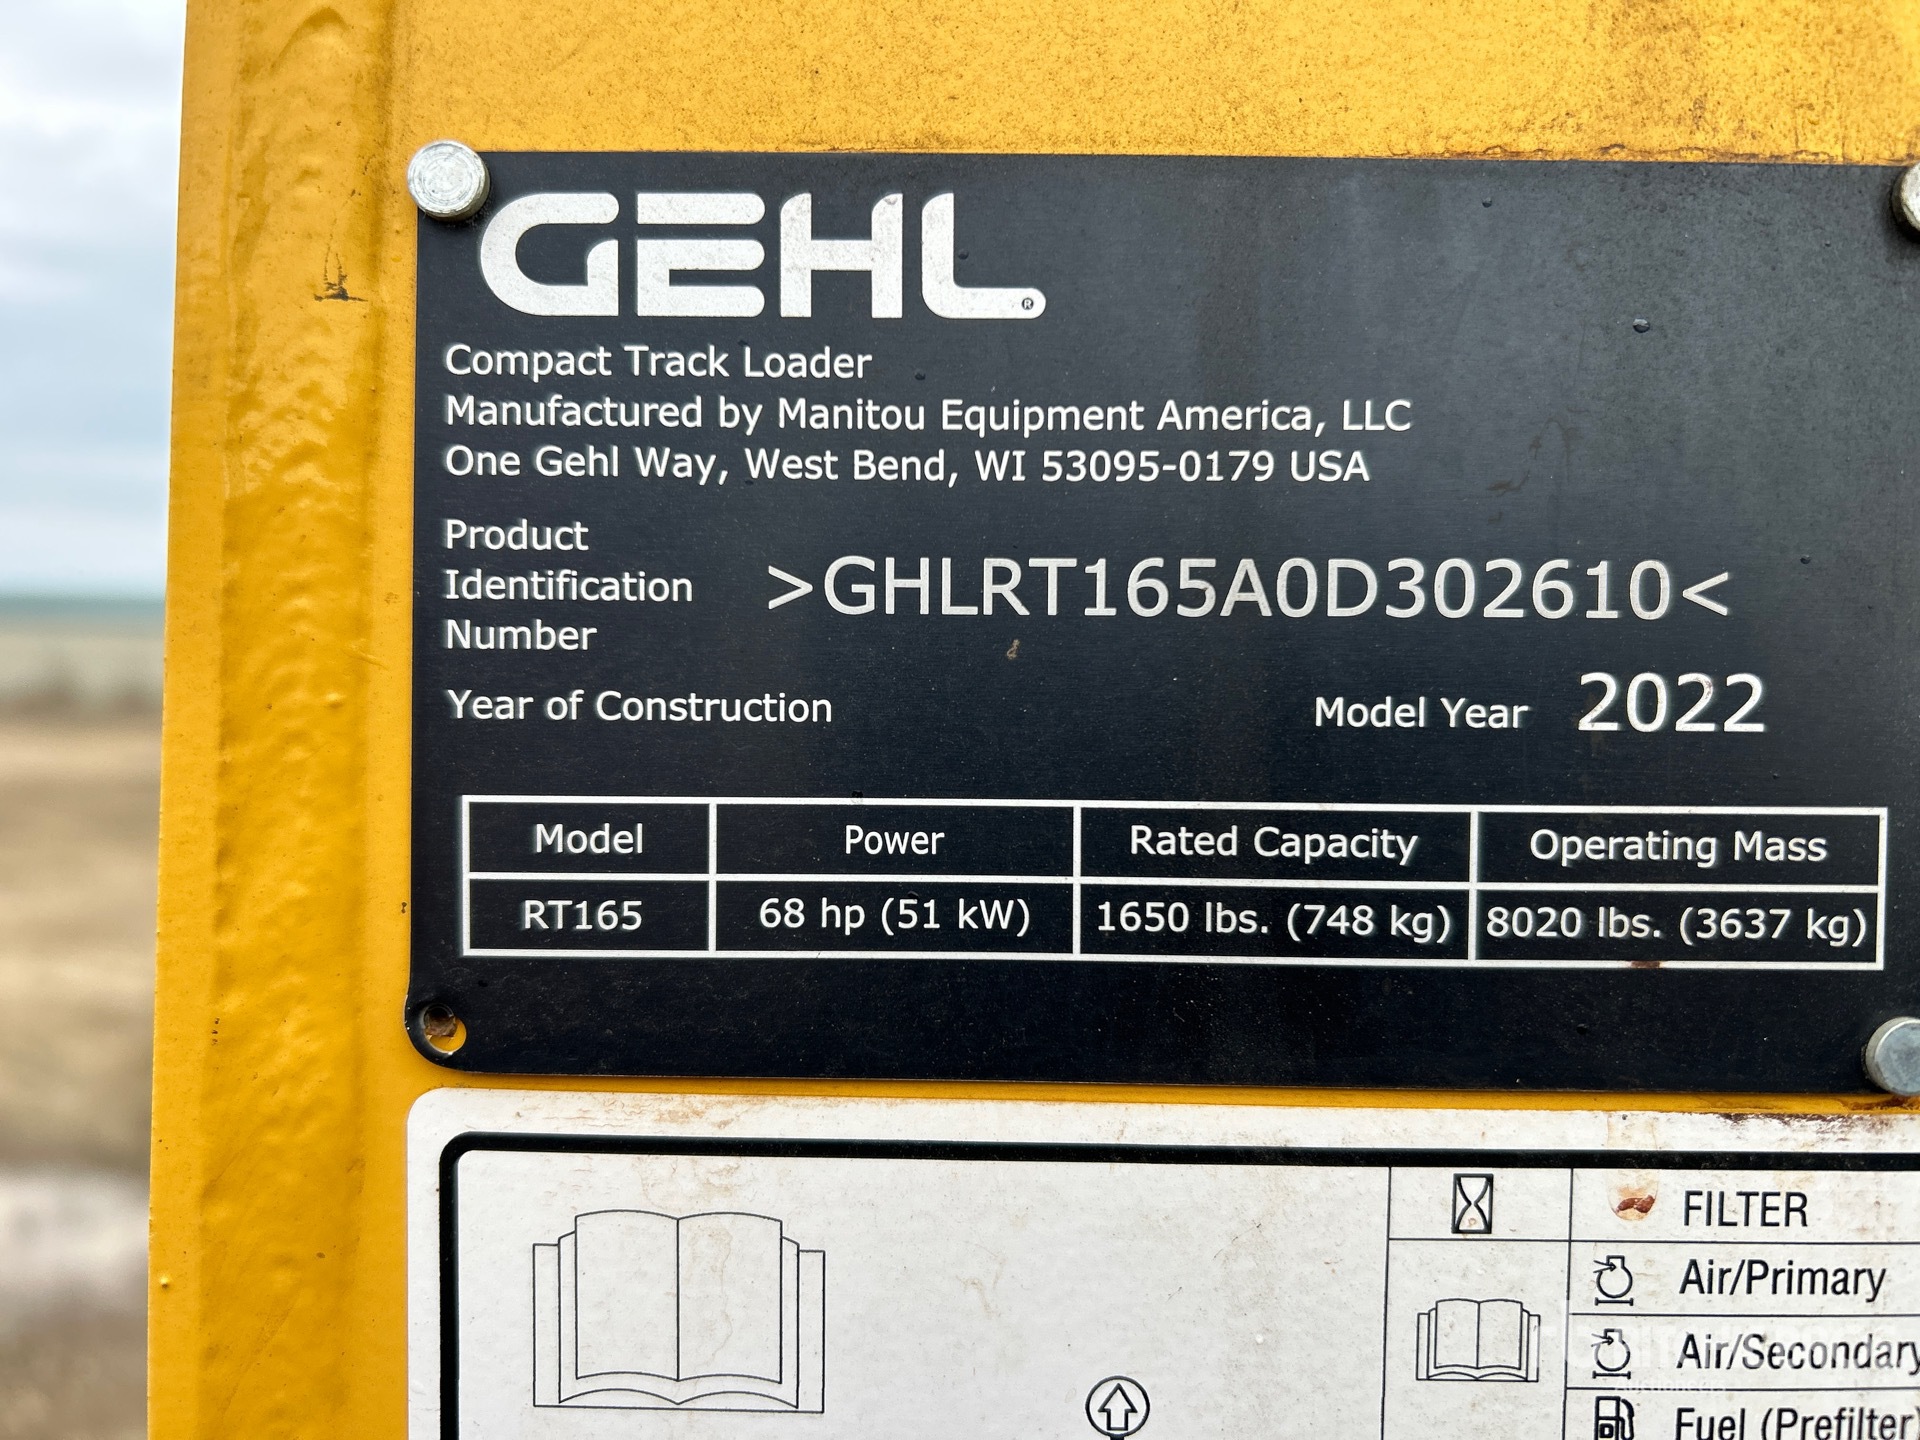 GEHL®
Compact Track Loader
Manufactured by Manitou Equipment America, LLC
One Gehl Way, West Bend, WI 53095-0179 USA
Product
Identification >GHLRT165A0D302610<
Number
Year of Construction Model Year 2022
Model Power Rated Capacity Operating Mass
RT165 68 hp (51 kW) 1650 lbs. (748 kg) 8020 lbs. (3637 kg)
FILTER
Air/Primary
Air/Secondary
Fuel (Prefilter)